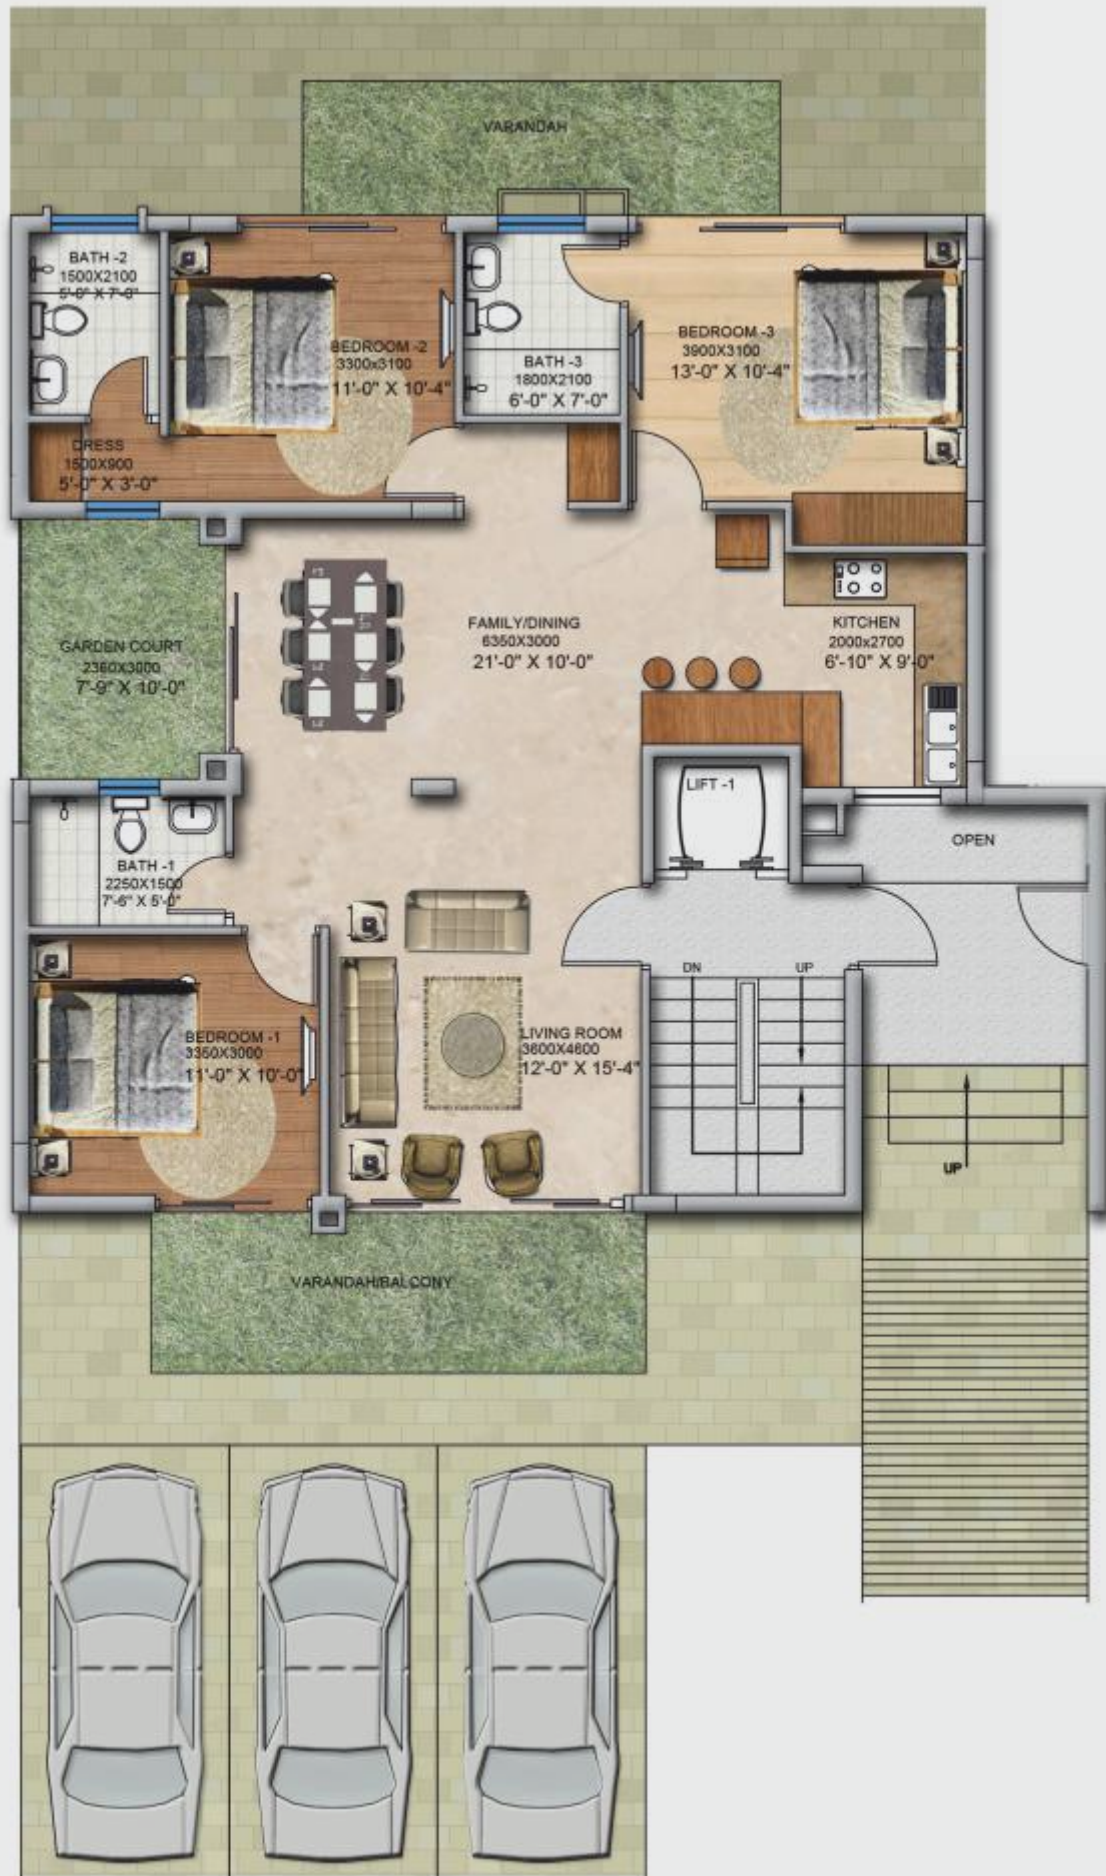 VARANDAH
BATH -2
1500X2100
5'-0" X 7'-0"
BEDROOM -2
3300x3100
11'-0" X 10'-4"
BATH -3
1800X2100
6'-0" X 7'-0"
BEDROOM -3
3900X3100
13'-0" X 10'-4"
DRESS
1500X900
5'-0" X 3'-0"
GARDEN COURT
2360X3000
7'-9" X 10'-0"
FAMILY/DINING
6350X3000
21'-0" X 10'-0"
KITCHEN
2000x2700
6'-10" X 9'-0"
LIFT -1
OPEN
BATH -1
2250X1500
7'-6" X 5'-0"
DN
UP
BEDROOM -1
3350X3000
11'-0" X 10'-0"
LIVING ROOM
3600X4600
12'-0" X 15'-4"
UP
VARANDAH/BALCONY